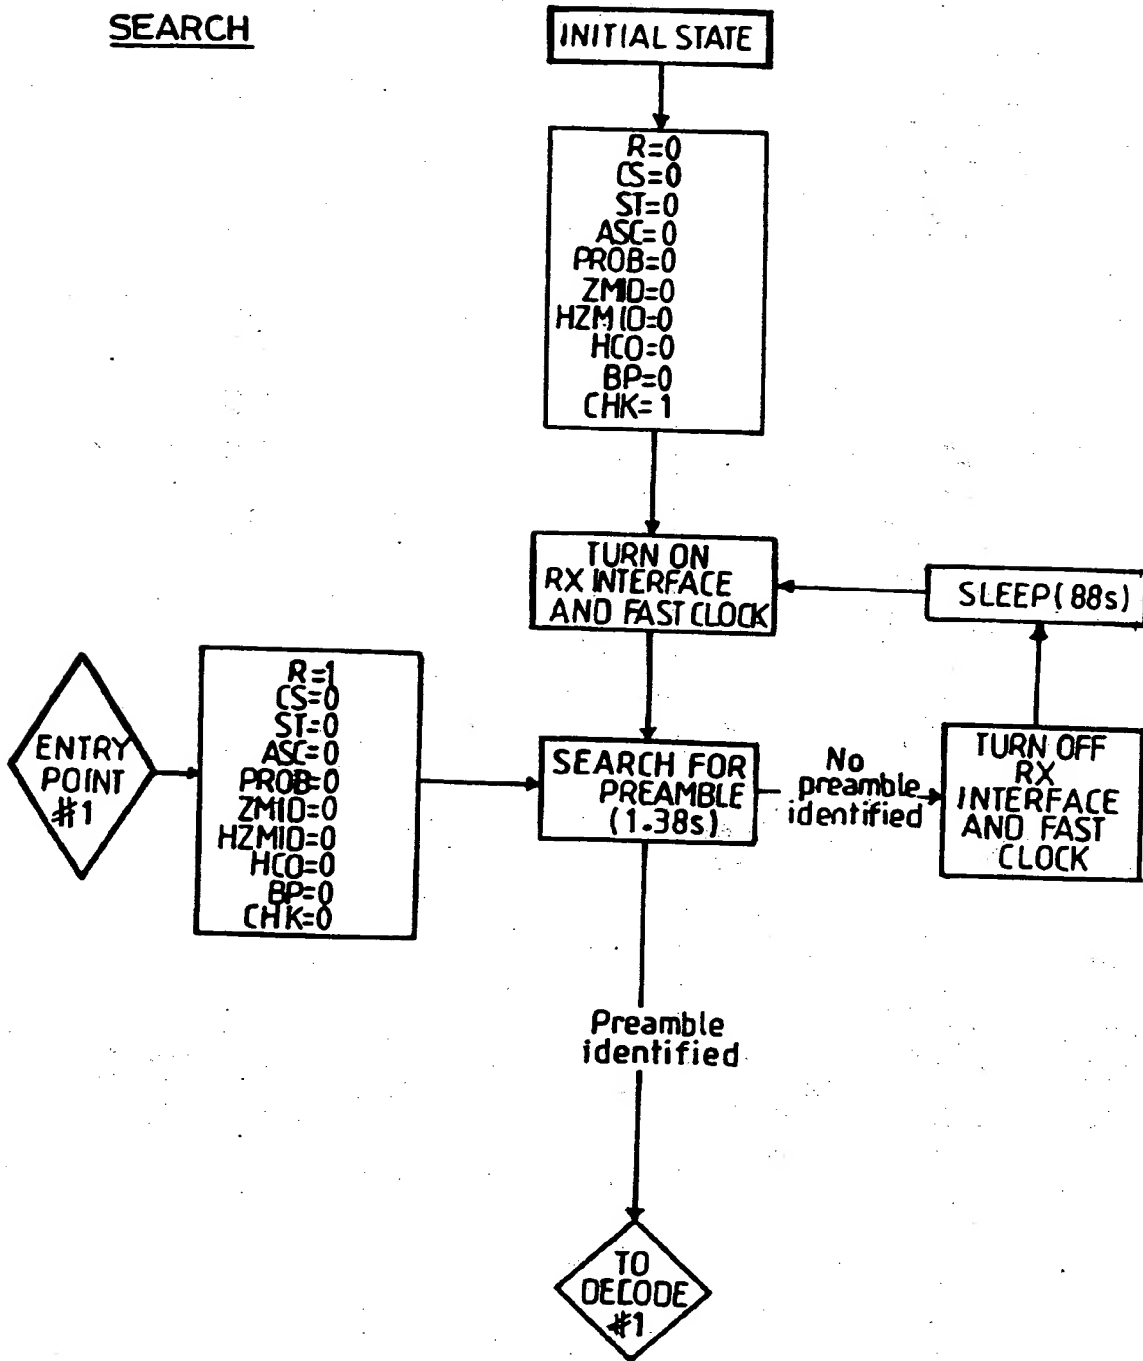 SEARCH
INITIAL STATE
R=0
CS=0
ST=0
ASC=0
PROB=0
ZMID=0
HZMID=0
HCO=0
BP=0
CHK=1
TURN ON
RX INTERFACE
AND FAST CLOCK
SLEEP(88s)
ENTRY
POINT
#1
R=1
CS=0
ST=0
ASC=0
PROB=0
ZMID=0
HZMID=0
HCO=0
BP=0
CHK=0
SEARCH FOR
PREAMBLE
(1.38s)
No
preamble
identified
TURN OFF
RX
INTERFACE
AND FAST
CLOCK
Preamble
identified
TO
DECODE
#1